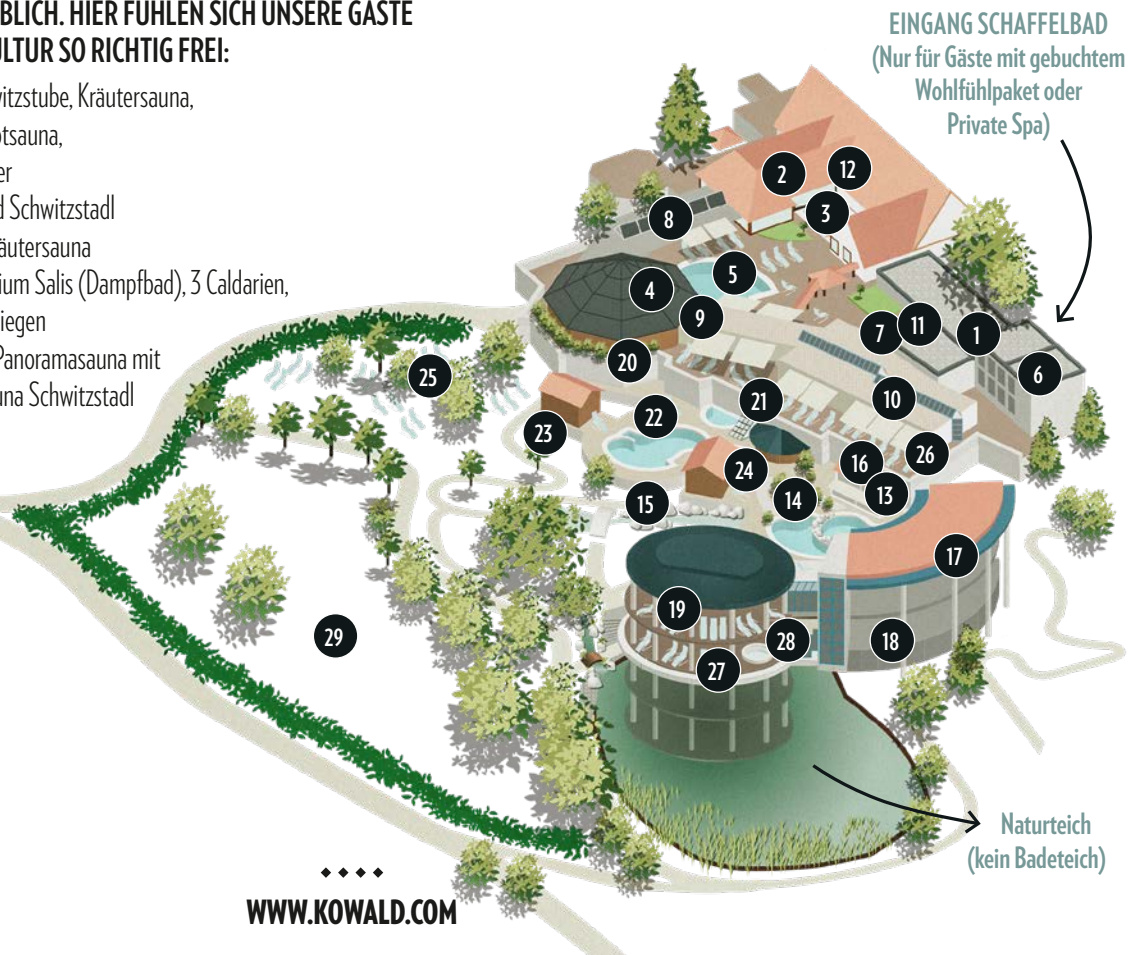 BLICH. HIER FÜHLEN SICH UNSERE GÄSTE
ULTUR SO RICHTIG FREI:
witzstube, Kräutersauna,
otsauna,
er
d Schwitzstadl
äutersauna
ium Salis (Dampfbad), 3 Caldarien,
iegen
Panoramasauna mit
una Schwitzstadl
EINGANG SCHAFFELBAD
(Nur für Gäste mit gebuchtem
Wohlfühlpaket oder
Private Spa)
2
12
3
8
5
4
9
7
11
1
6
20
25
21
10
22
23
24
16
26
13
14
15
17
19
18
28
27
29
Naturteich
(kein Badeteich)
WWW.KOWALD.COM